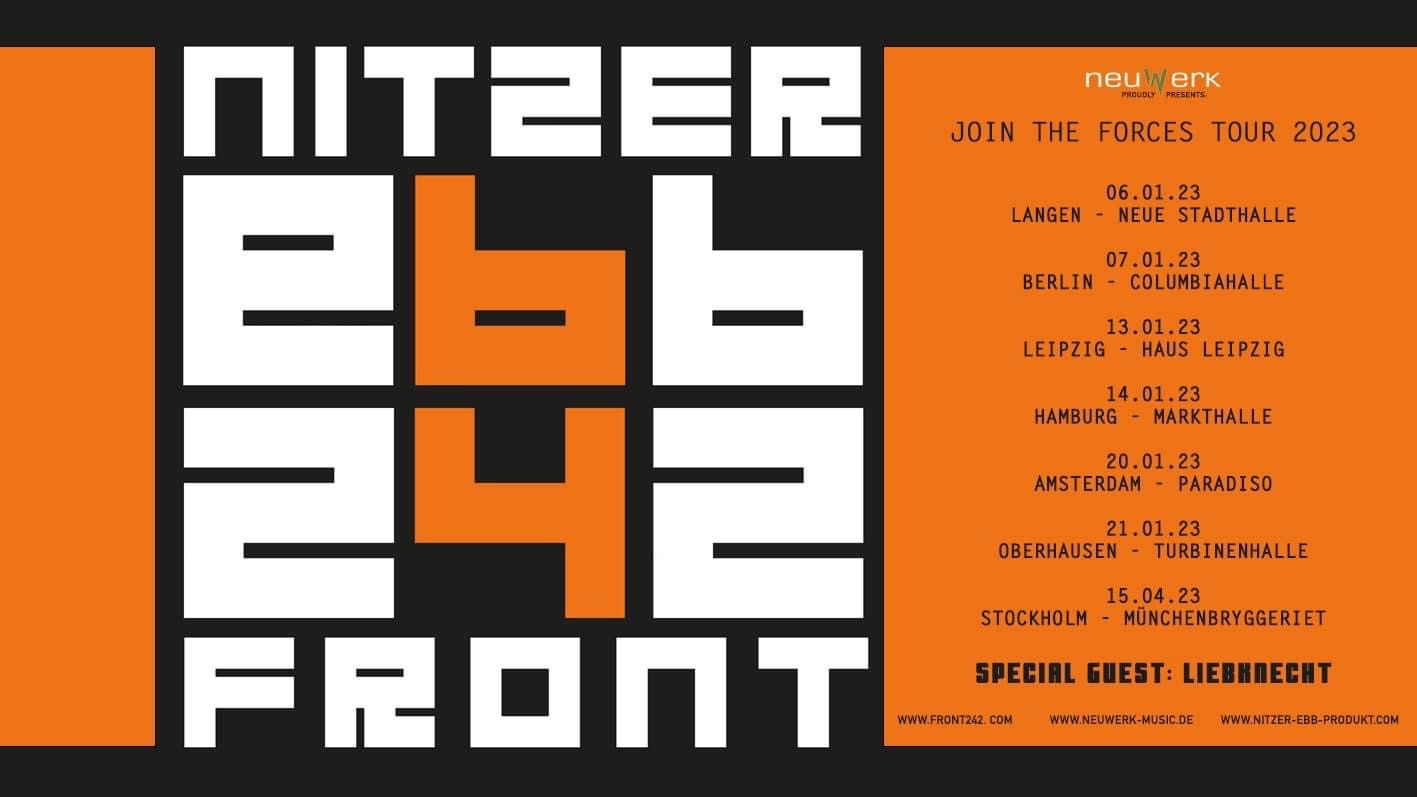 NITZER
ebb
242
FRONT
neuWerk
PROUDLY PRESENTS:
JOIN THE FORCES TOUR 2023
06.01.23
LANGEN - NEUE STADTHALLE
07.01.23
BERLIN - COLUMBIAHALLE
13.01.23
LEIPZIG - HAUS LEIPZIG
14.01.23
HAMBURG - MARKTHALLE
20.01.23
AMSTERDAM - PARADISO
21.01.23
OBERHAUSEN - TURBINENHALLE
15.04.23
STOCKHOLM - MÜNCHENBRYGGERIET
SPECIAL GUEST: LIEBKNECHT
WWW.FRONT242. COM WWW.NEUWERK-MUSIC.DE WWW.NITZER-EBB-PRODUKT.COM